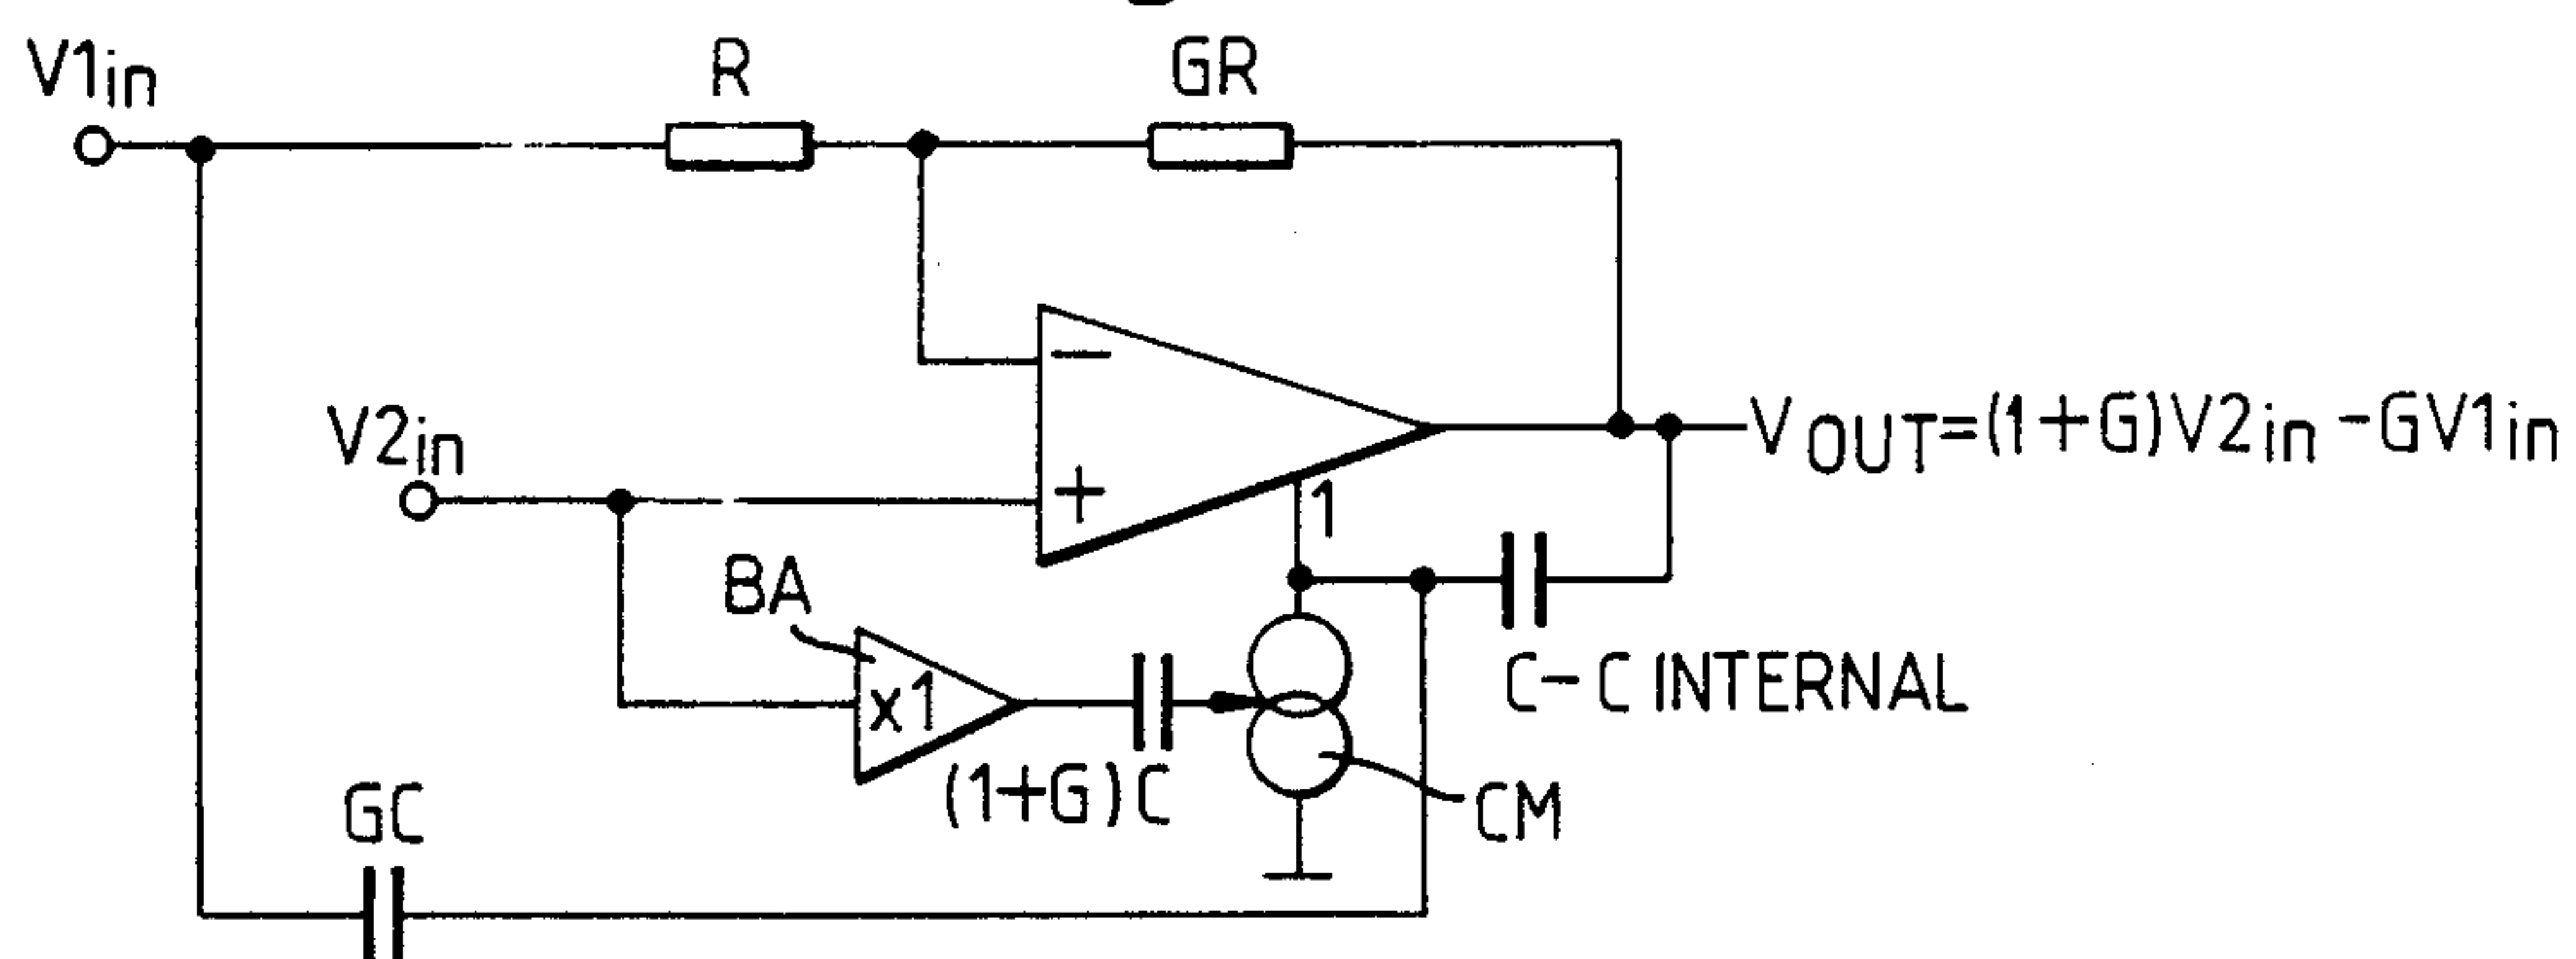 V1in
R
GR
V2in
−
+
1
VOUT=(1+G)V2in -GV1in
BA
x1
C-C INTERNAL
(1+G)C
CM
GC